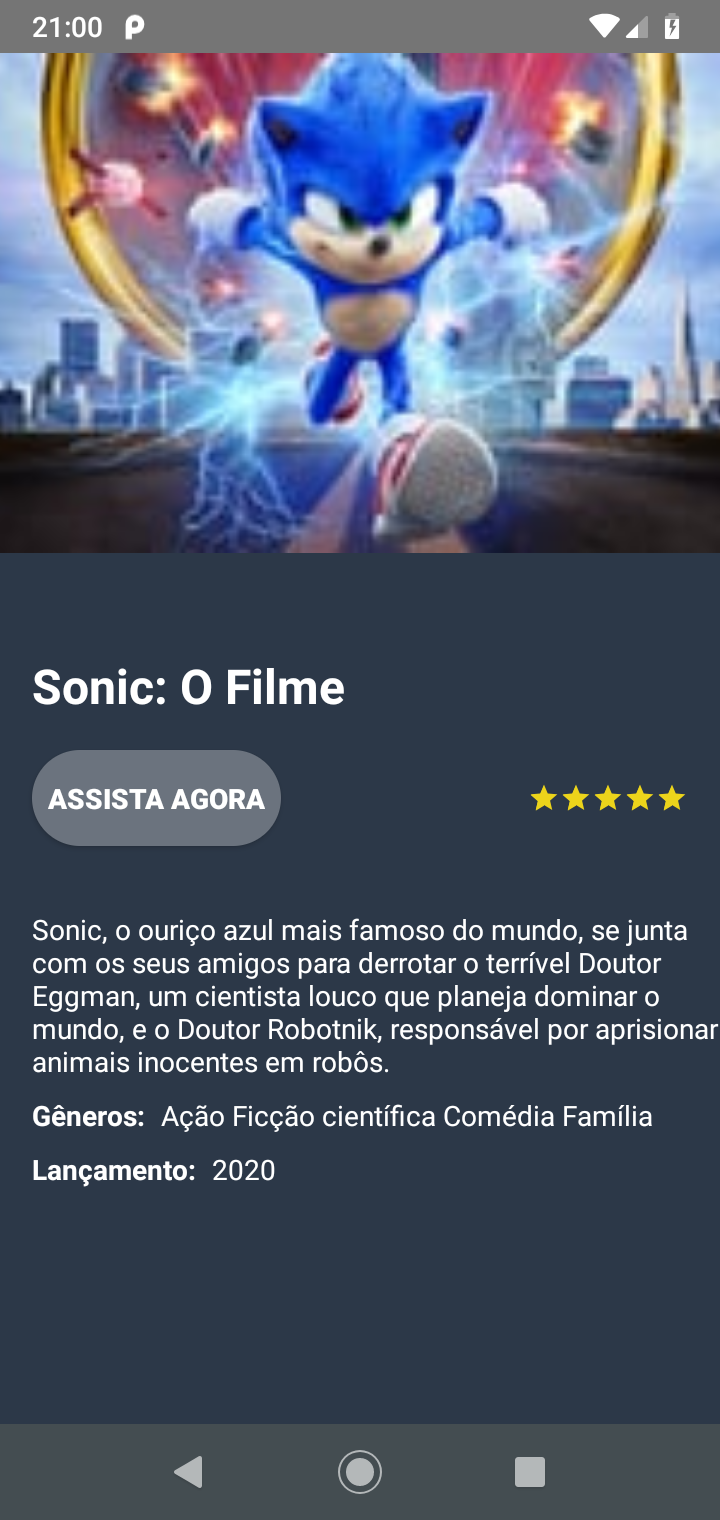 21:00
Sonic: O Filme
ASSISTA AGORA
Sonic, o ouriço azul mais famoso do mundo, se junta
com os seus amigos para derrotar o terrível Doutor
Eggman, um cientista louco que planeja dominar o
mundo, e o Doutor Robotnik, responsável por aprisionar
animais inocentes em robôs.
Gêneros: Ação Ficção científica Comédia Família
Lançamento: 2020